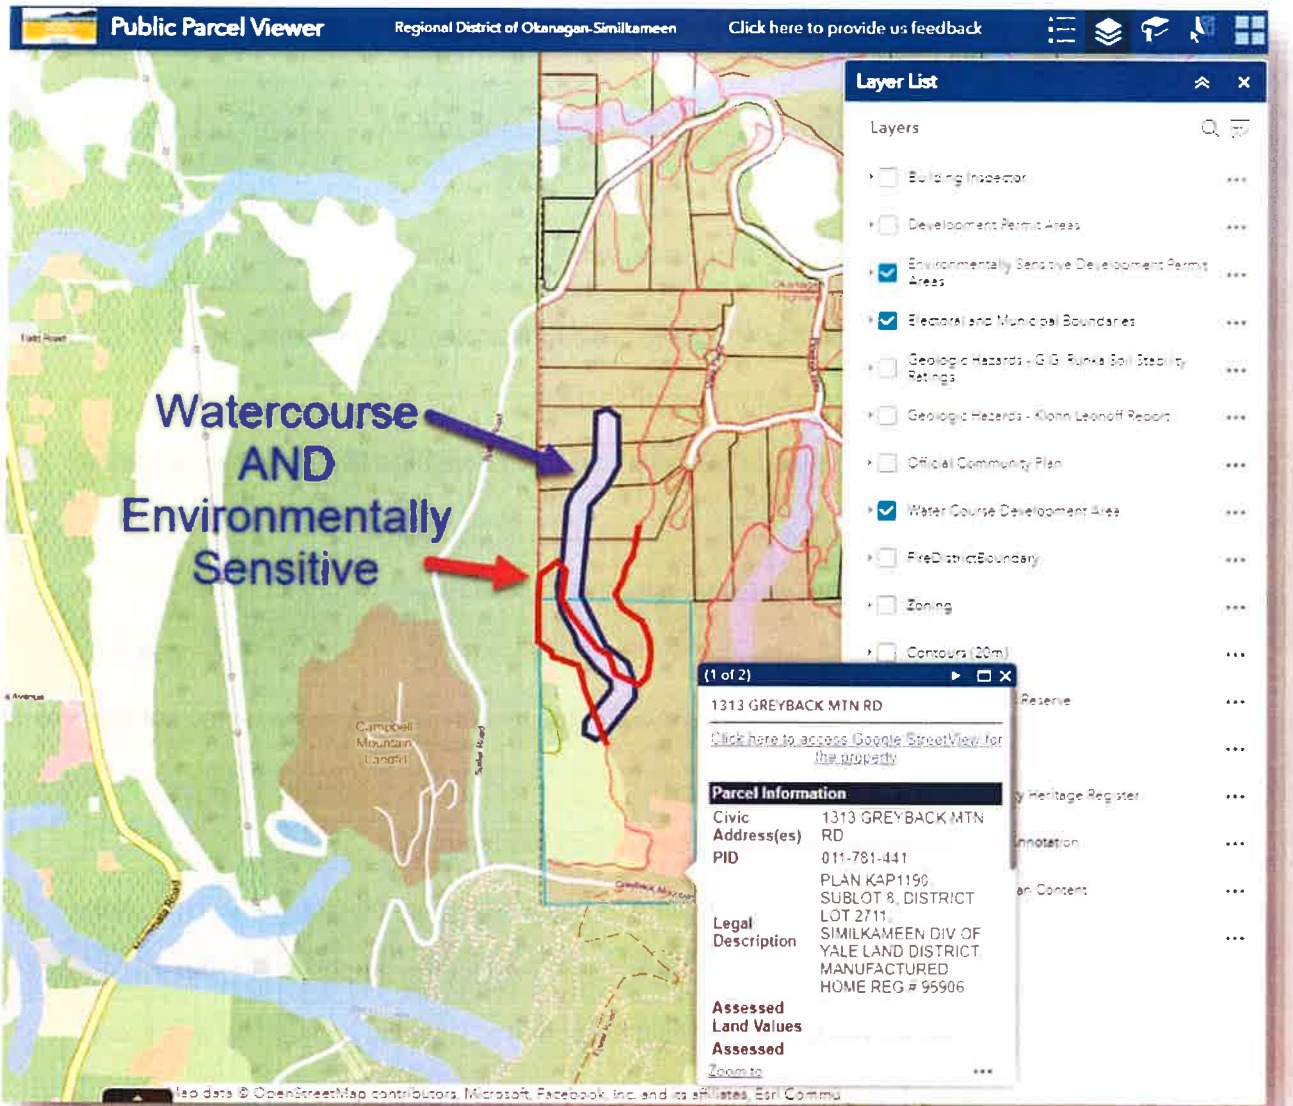 Public Parcel Viewer
Regional District of Okanagan-Similkameen
Click here to provide us feedback
Layer List
Layers
Building Inspector
Development Permit Areas
Environmentally Sensitive Development Permit
Areas
Electoral and Municipal Boundaries
Geologic Hazards - G.G. Runka Soil Stability
Ratings
Geologic Hazards - Klohn Leonoff Report
Official Community Plan
Water Course Development Area
FireDistrictBoundary
Zoning
Contours (20m)
Reserve
y Heritage Register
nnotation
an Content
Watercourse
AND
Environmentally
Sensitive
Campbell
Mountain
Landfill
Spiller Road
Greyback Mountain
(1 of 2)
1313 GREYBACK MTN RD
Click here to access Google StreetView for
the property
Parcel Information
Civic
Address(es)
1313 GREYBACK MTN
RD
PID
011-781-441
Legal
Description
PLAN KAP1190,
SUBLOT 8, DISTRICT
LOT 2711,
SIMILKAMEEN DIV OF
YALE LAND DISTRICT,
MANUFACTURED
HOME REG.# 95906
Assessed
Land Values
Assessed
Zoom to
Map data © OpenStreetMap contributors, Microsoft, Facebook, Inc. and its affiliates, Esri Commu